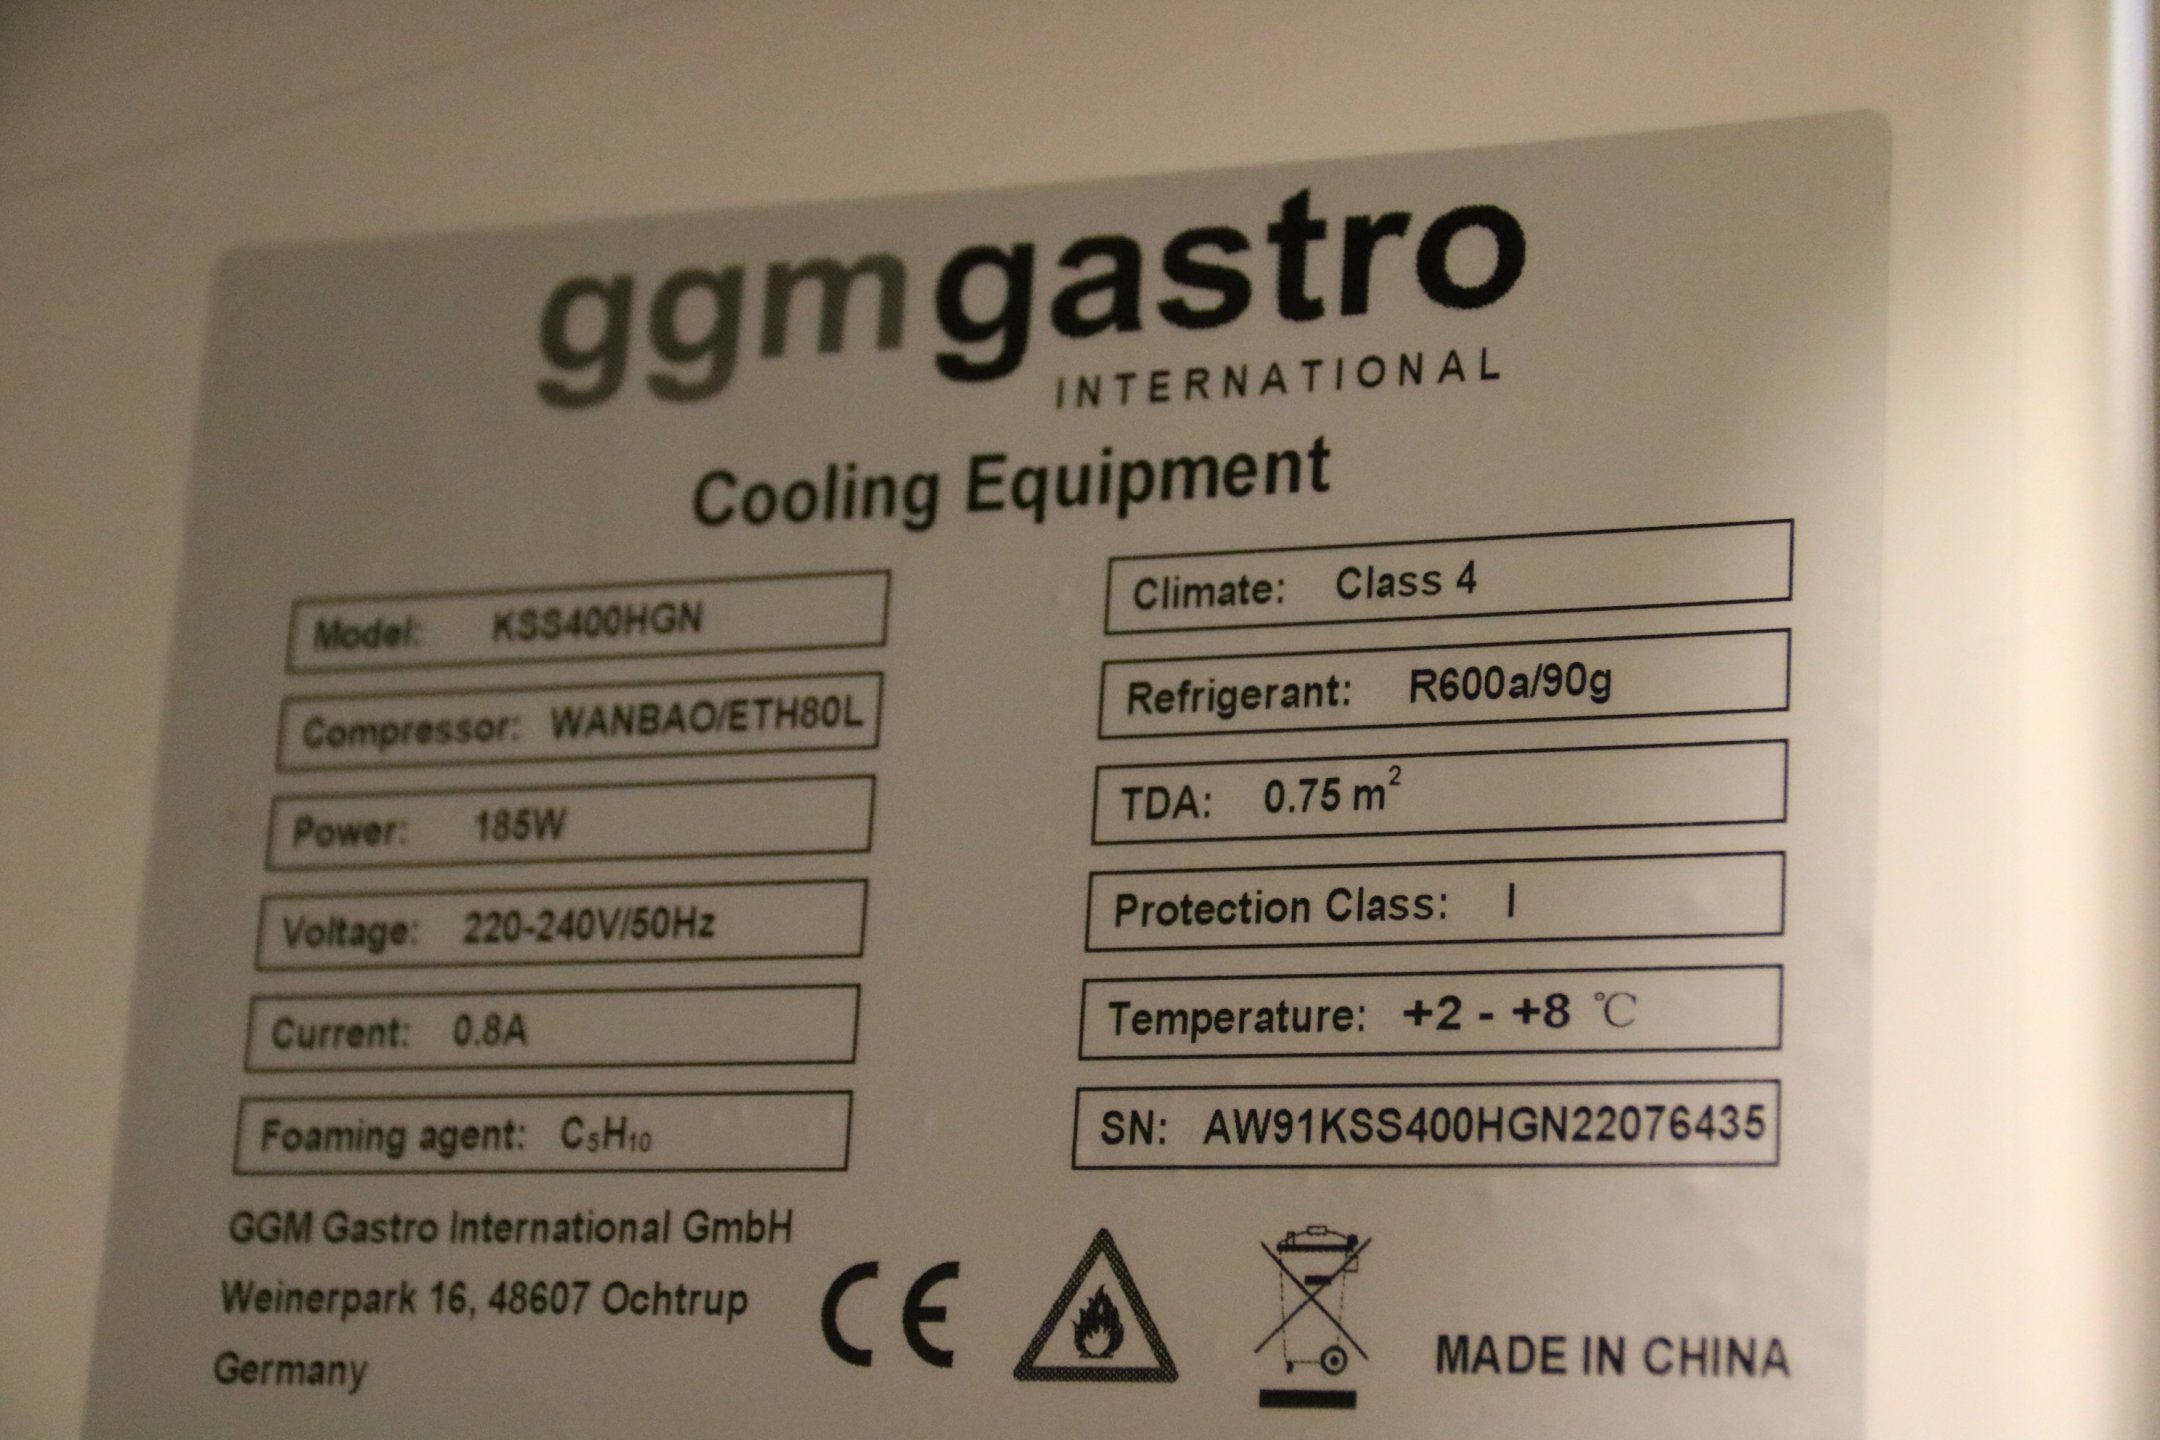 ggmgastro
INTERNATIONAL
Cooling Equipment
Model: KSS400HGN
Compressor: WANBAO/ETH80L
Power: 185W
Voltage: 220-240V/50Hz
Current: 0.8A
Foaming agent: C₅H₁₀
Climate: Class 4
Refrigerant: R600a/90g
TDA: 0.75 m²
Protection Class: I
Temperature: +2 - +8 ℃
SN: AW91KSS400HGN22076435
GGM Gastro International GmbH
Weinerpark 16, 48607 Ochtrup
Germany
CE
MADE IN CHINA